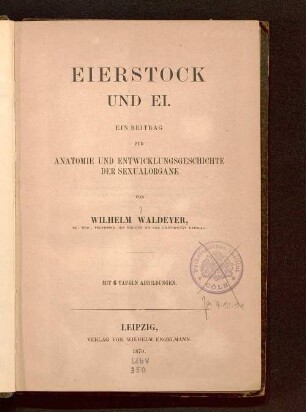 EIERSTOCK
UND EI.
EIN BEITRAG
ZUR
ANATOMIE UND ENTWICKLUNGSGESCHICHTE
DER SEXUALORGANE
VON
WILHELM WALDEYER,
MIT 6 TAFELN ABBILDUNGEN.
LEIPZIG,
VERLAG VON WILHELM ENGELMANN.
1870.
CÖLN